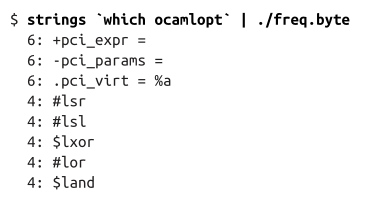 $ strings `which ocamlopt` | ./freq.byte
6: +pci_expr =
6: -pci_params =
6: .pci_virt = %a
4: #lsr
4: #lsl
4: $lxor
4: #lor
4: $land